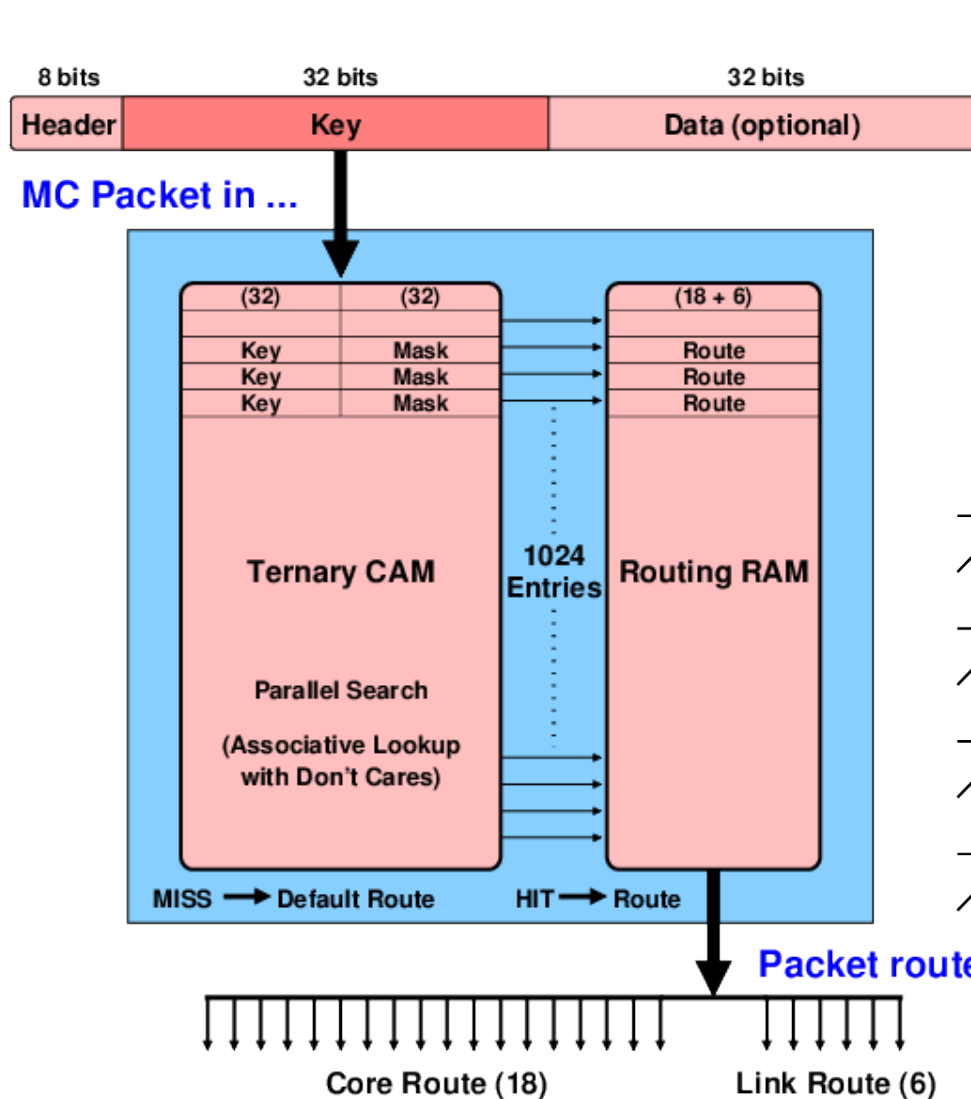 8 bits 32 bits 32 bits
Header Key Data (optional)
MC Packet in ...
(32) (32) (18 + 6)
Key Mask Route
Key Mask Route
Key Mask Route
Ternary CAM
1024
Entries
Routing RAM
Parallel Search
(Associative Lookup
with Don't Cares)
MISS Default Route HIT Route
Packet route
Core Route (18) Link Route (6)